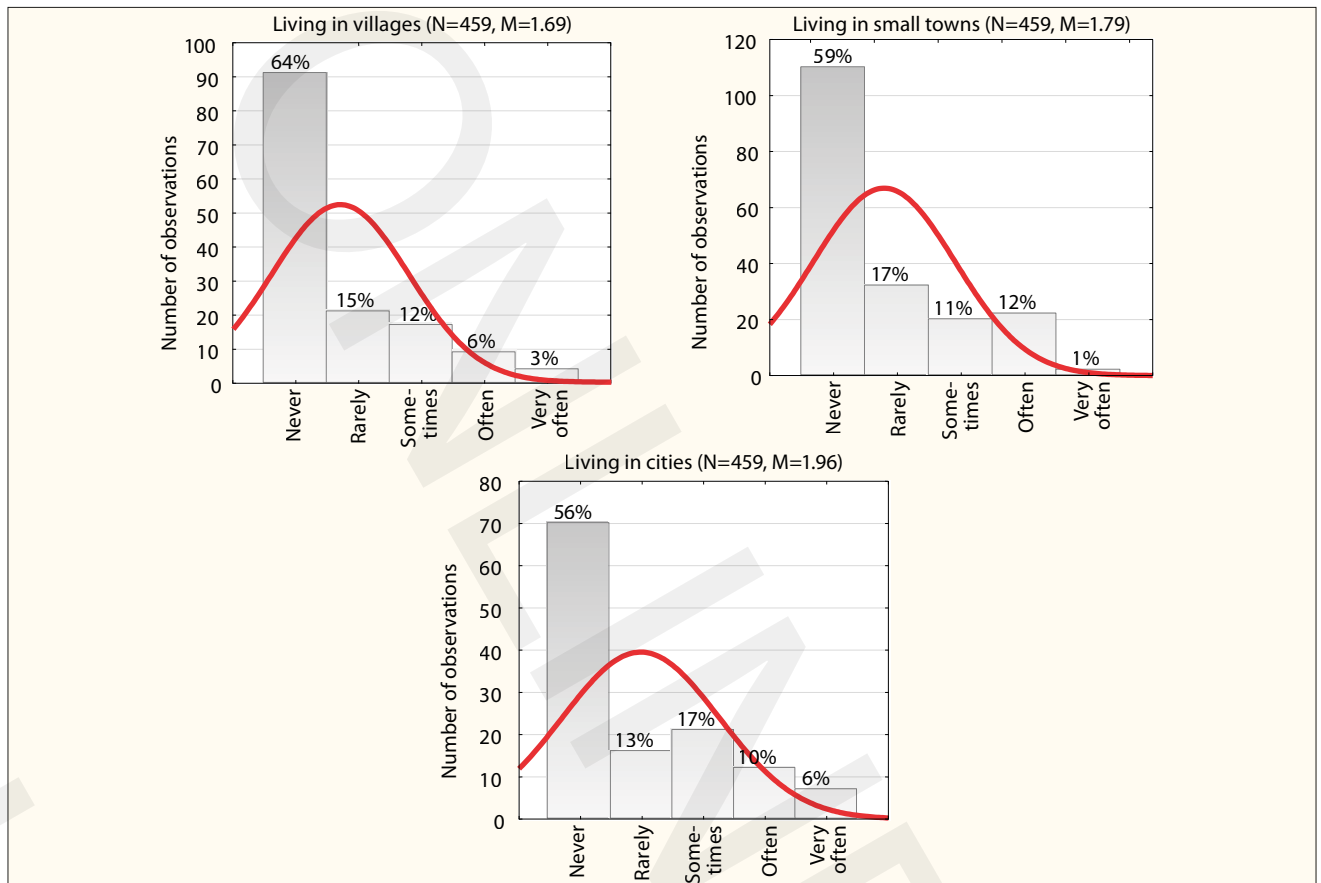 Living in villages (N=459, M=1.69)
Number of observations
100
90
80
70
60
50
40
30
20
10
0
64%
15%
12%
6%
3%
Never
Rarely
Some-
times
Often
Very
often
Living in small towns (N=459, M=1.79)
Number of observations
120
100
80
60
40
20
0
59%
17%
11%
12%
1%
Never
Rarely
Some-
times
Often
Very
often
Living in cities (N=459, M=1.96)
Number of observations
80
70
60
50
40
30
20
10
0
56%
13%
17%
10%
6%
Never
Rarely
Some-
times
Often
Very
often